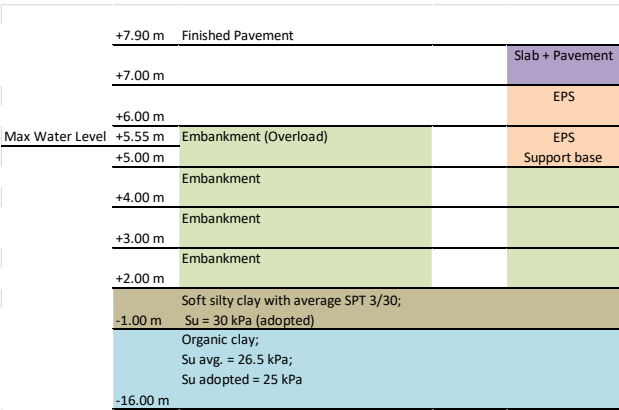 +7.90 m Finished Pavement
Slab + Pavement
+7.00 m
EPS
+6.00 m
Max Water Level +5.55 m Embankment (Overload) EPS
+5.00 m Support base
Embankment
+4.00 m
Embankment
+3.00 m
Embankment
+2.00 m
Soft silty clay with average SPT 3/30;
-1.00 m Su = 30 kPa (adopted)
Organic clay;
Su avg. = 26.5 kPa;
Su adopted = 25 kPa
-16.00 m